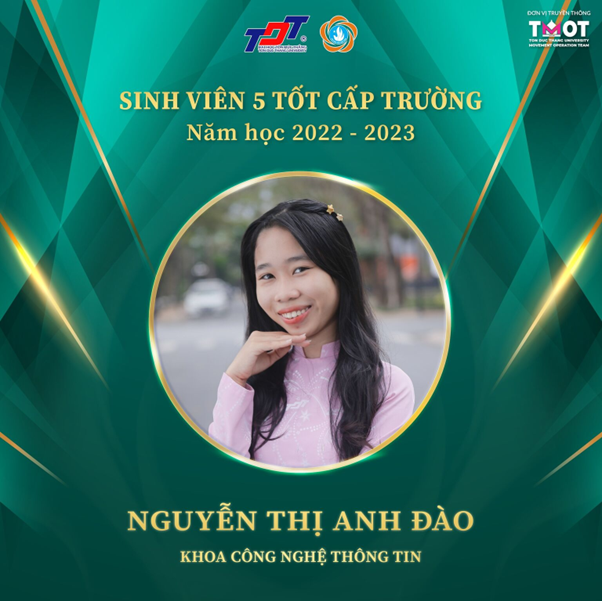 TDT
ĐƠN VỊ TRUYỀN THÔNG
TMOT
TON DUC THANG UNIVERSITY
MOVEMENT OPERATION TEAM
SINH VIÊN 5 TỐT CẤP TRƯỜNG
Năm học 2022 - 2023
NGUYỄN THỊ ANH ĐÀO
KHOA CÔNG NGHỆ THÔNG TIN